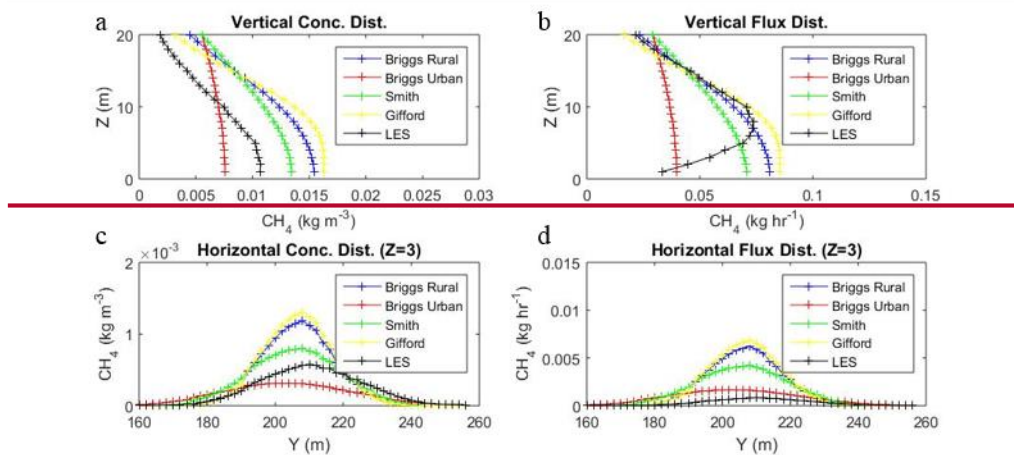 a
Vertical Conc. Dist.
20
10
0
Z (m)
0
0.005
0.01
0.015
0.02
0.025
0.03
CH₄ (kg m⁻³)
Briggs Rural
Briggs Urban
Smith
Gifford
LES
b
Vertical Flux Dist.
20
10
0
Z (m)
0
0.05
0.1
0.15
CH₄ (kg hr⁻¹)
Briggs Rural
Briggs Urban
Smith
Gifford
LES
c
Horizontal Conc. Dist. (Z=3)
×10⁻³
2
1
0
CH₄ (kg m⁻³)
160
180
200
220
240
260
Y (m)
Briggs Rural
Briggs Urban
Smith
Gifford
LES
d
Horizontal Flux Dist. (Z=3)
0.015
0.01
0.005
0
CH₄ (kg hr⁻¹)
160
180
200
220
240
260
Y (m)
Briggs Rural
Briggs Urban
Smith
Gifford
LES